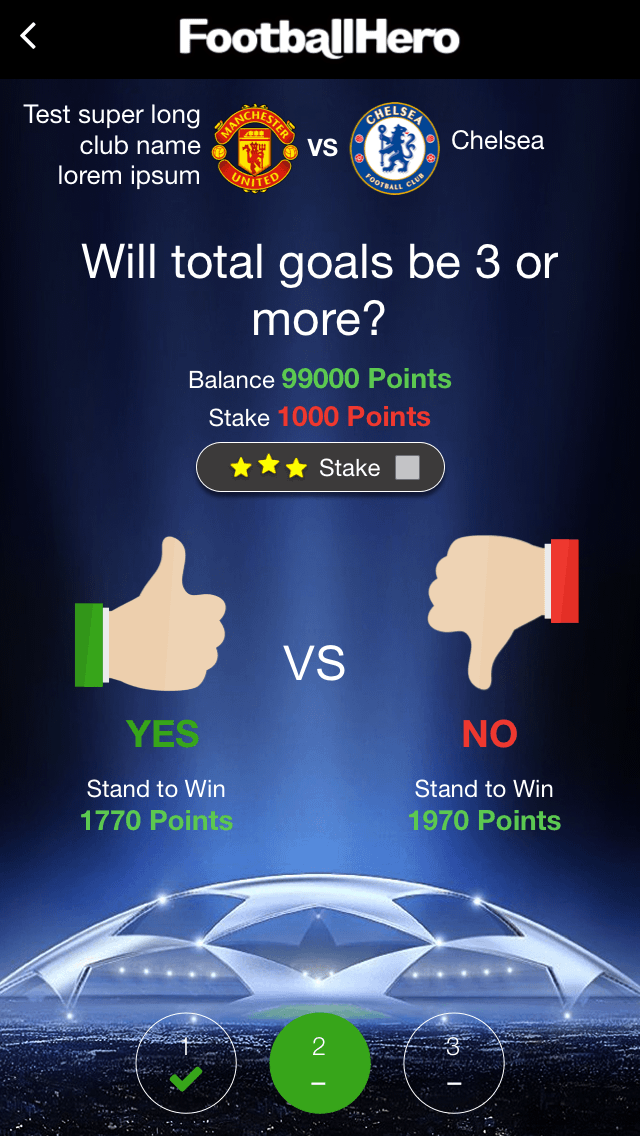 FootballHero
Test super long
club name
lorem ipsum
MANCHESTER
UNITED
VS
CHELSEA
FOOTBALL CLUB
Chelsea
Will total goals be 3 or
more?
Balance 99000 Points
Stake 1000 Points
Stake
VS
YES
NO
Stand to Win
1770 Points
Stand to Win
1970 Points
1
2
–
3
–